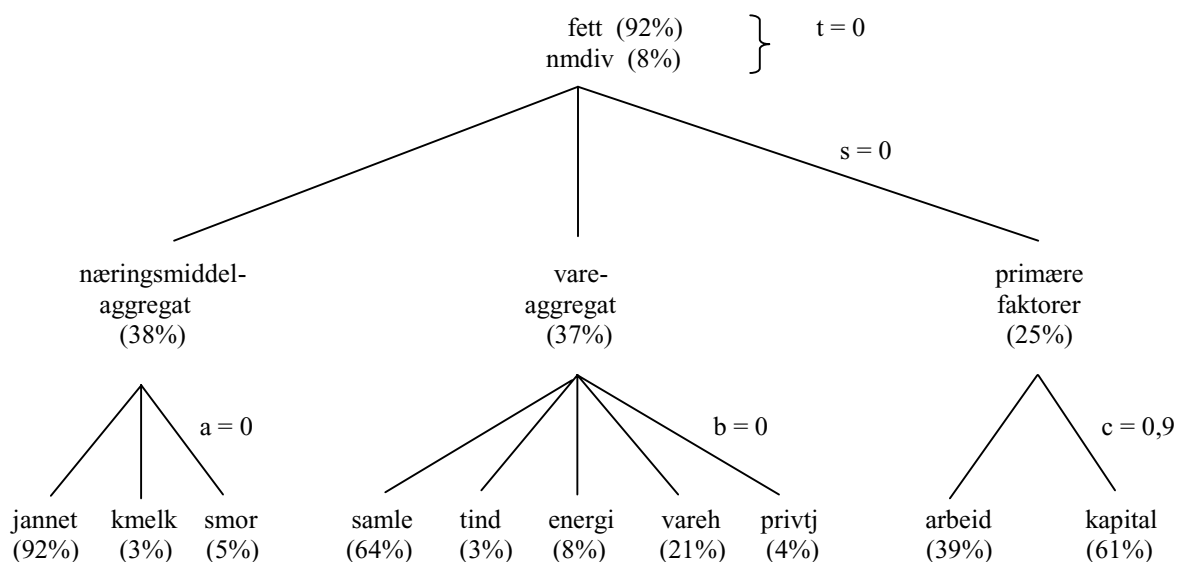 fett (92%)
nmdiv (8%)
t = 0
s = 0
næringsmiddel-
aggregat
(38%)
vare-
aggregat
(37%)
primære
faktorer
(25%)
a = 0
b = 0
c = 0,9
jannet kmelk smor samle tind energi vareh privtj arbeid kapital
(92%) (3%) (5%) (64%) (3%) (8%) (21%) (4%) (39%) (61%)